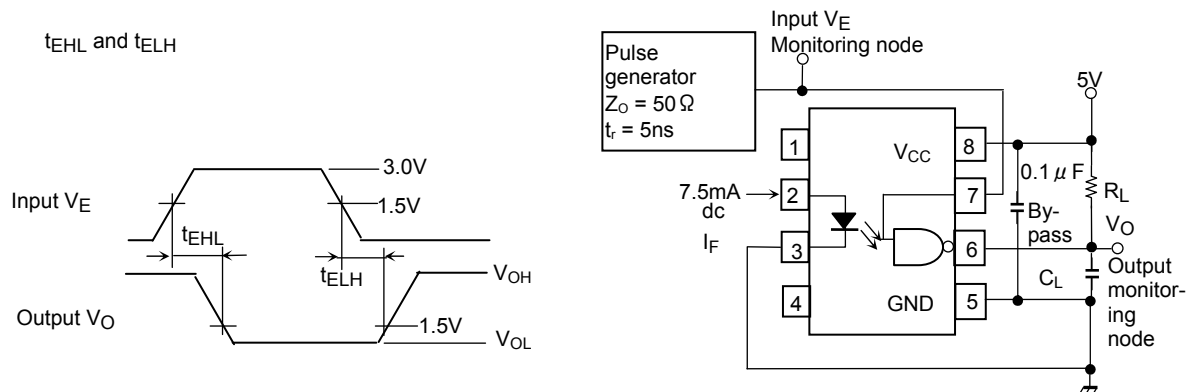 tEHL and tELH
Input VE
3.0V
1.5V
tEHL
tELH
Output VO
VOH
1.5V
VOL
Input VE
Monitoring node
Pulse
generator
ZO = 50 Ω
tr = 5ns
5V
1
2
3
4
VCC
8
7
6
5
GND
7.5mA
dc
IF
0.1 μ F
By-
pass
RL
VO
CL
Output
monitor-
ing
node